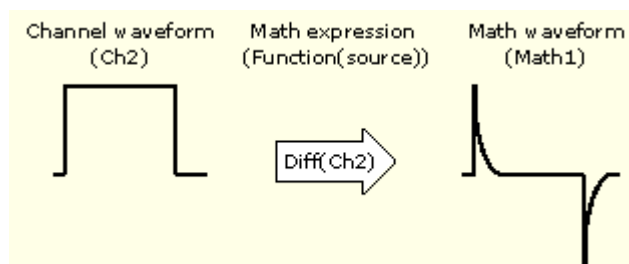 Channel waveform
(Ch2)
Math expression
(Function(source))
Math waveform
(Math1)
Diff(Ch2)